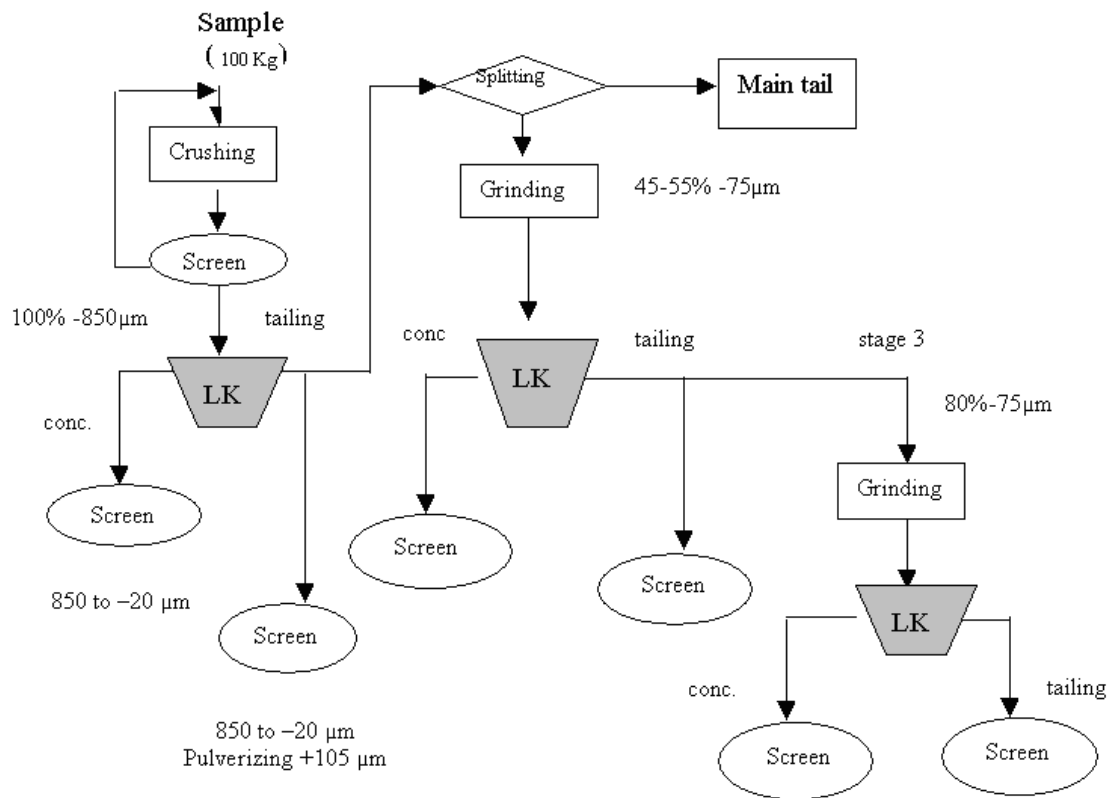 Sample
( 100 Kg)
Crushing
Screen
100% -850µm
tailing
LK
conc.
Screen
850 to –20 µm
Screen
850 to –20 µm
Pulverizing +105 µm
Splitting
Main tail
Grinding
45-55% -75µm
conc
tailing
stage 3
LK
Screen
Screen
80%-75µm
Grinding
LK
conc.
tailing
Screen
Screen